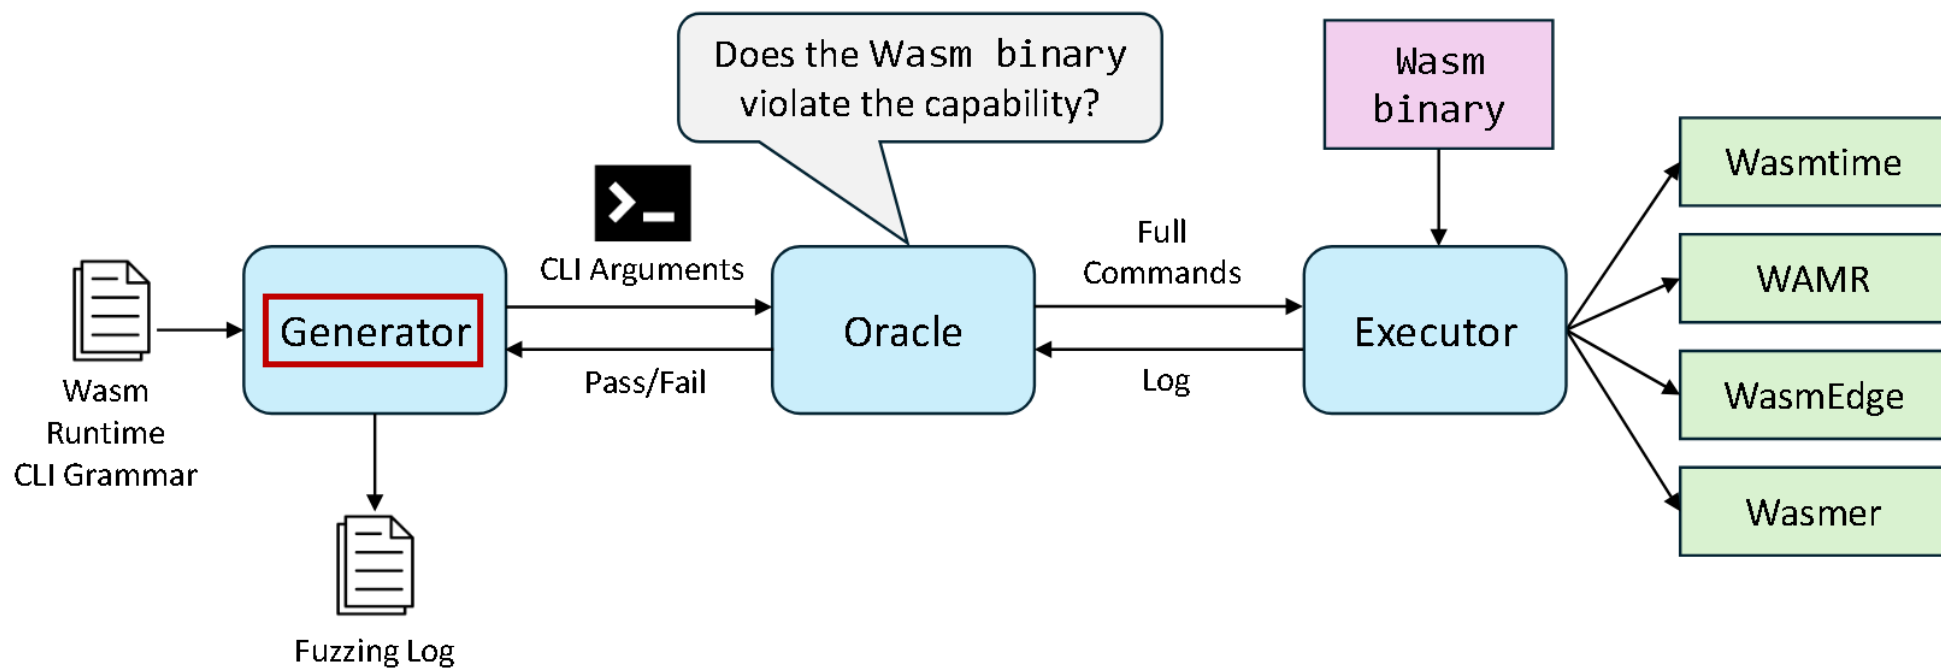 Does the Wasm binary
violate the capability?
Wasm
binary
CLI Arguments
Full
Commands
Generator
Oracle
Executor
Pass/Fail
Log
Wasm
Runtime
CLI Grammar
Fuzzing Log
Wasmtime
WAMR
WasmEdge
Wasmer